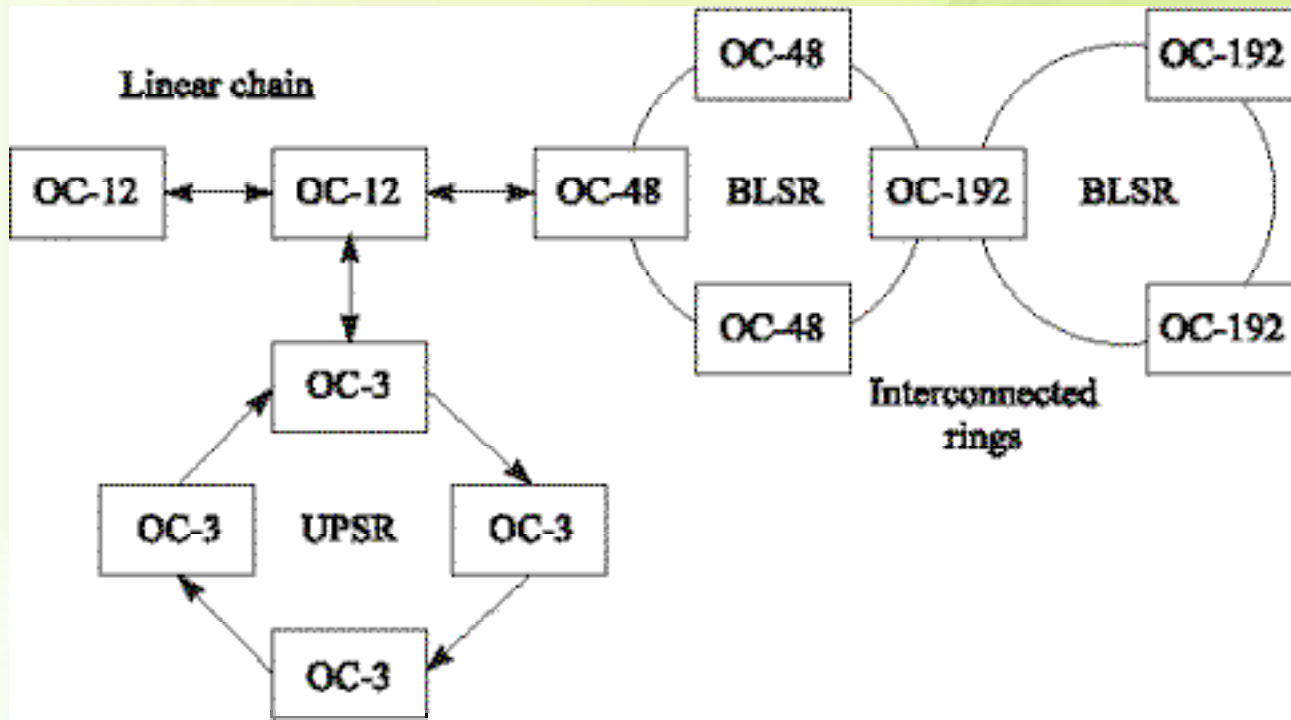 OC-48
OC-192
Linear chain
OC-12
OC-12
OC-48
BLSR
OC-192
BLSR
OC-48
OC-192
OC-3
Interconnected
rings
OC-3
UPSR
OC-3
OC-3